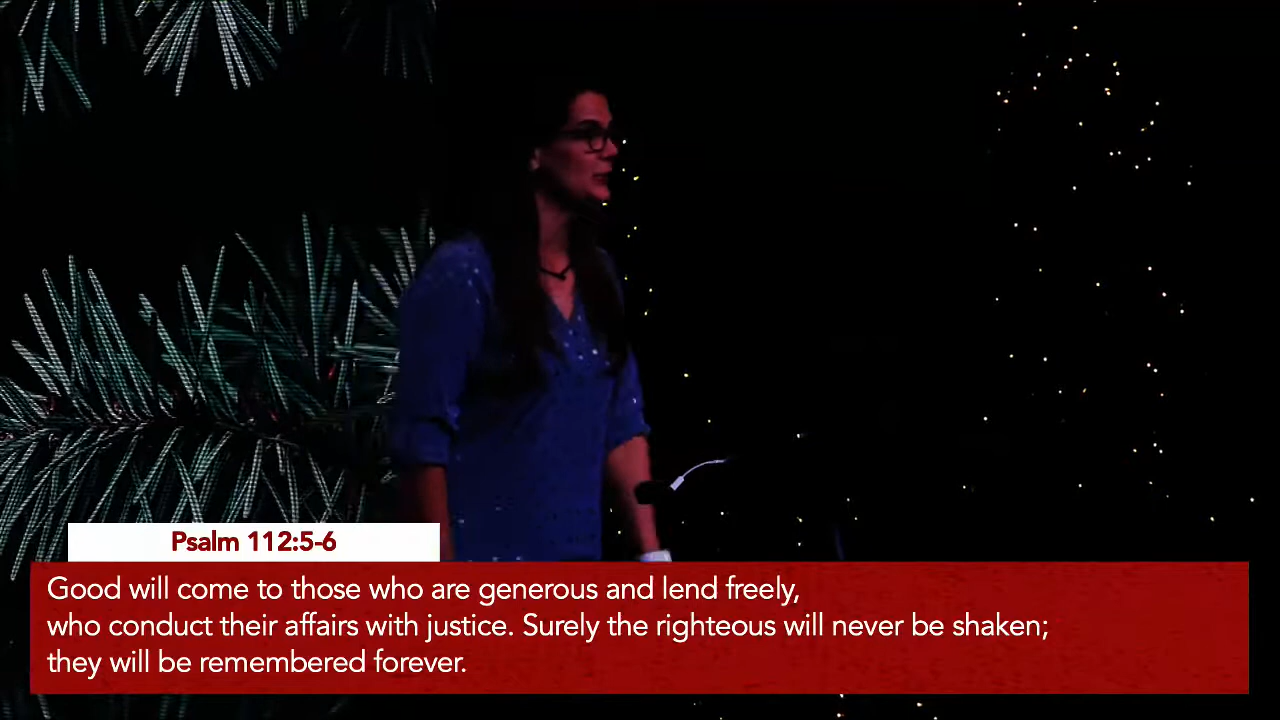 Psalm 112:5-6
Good will come to those who are generous and lend freely,
who conduct their affairs with justice. Surely the righteous will never be shaken;
they will be remembered forever.